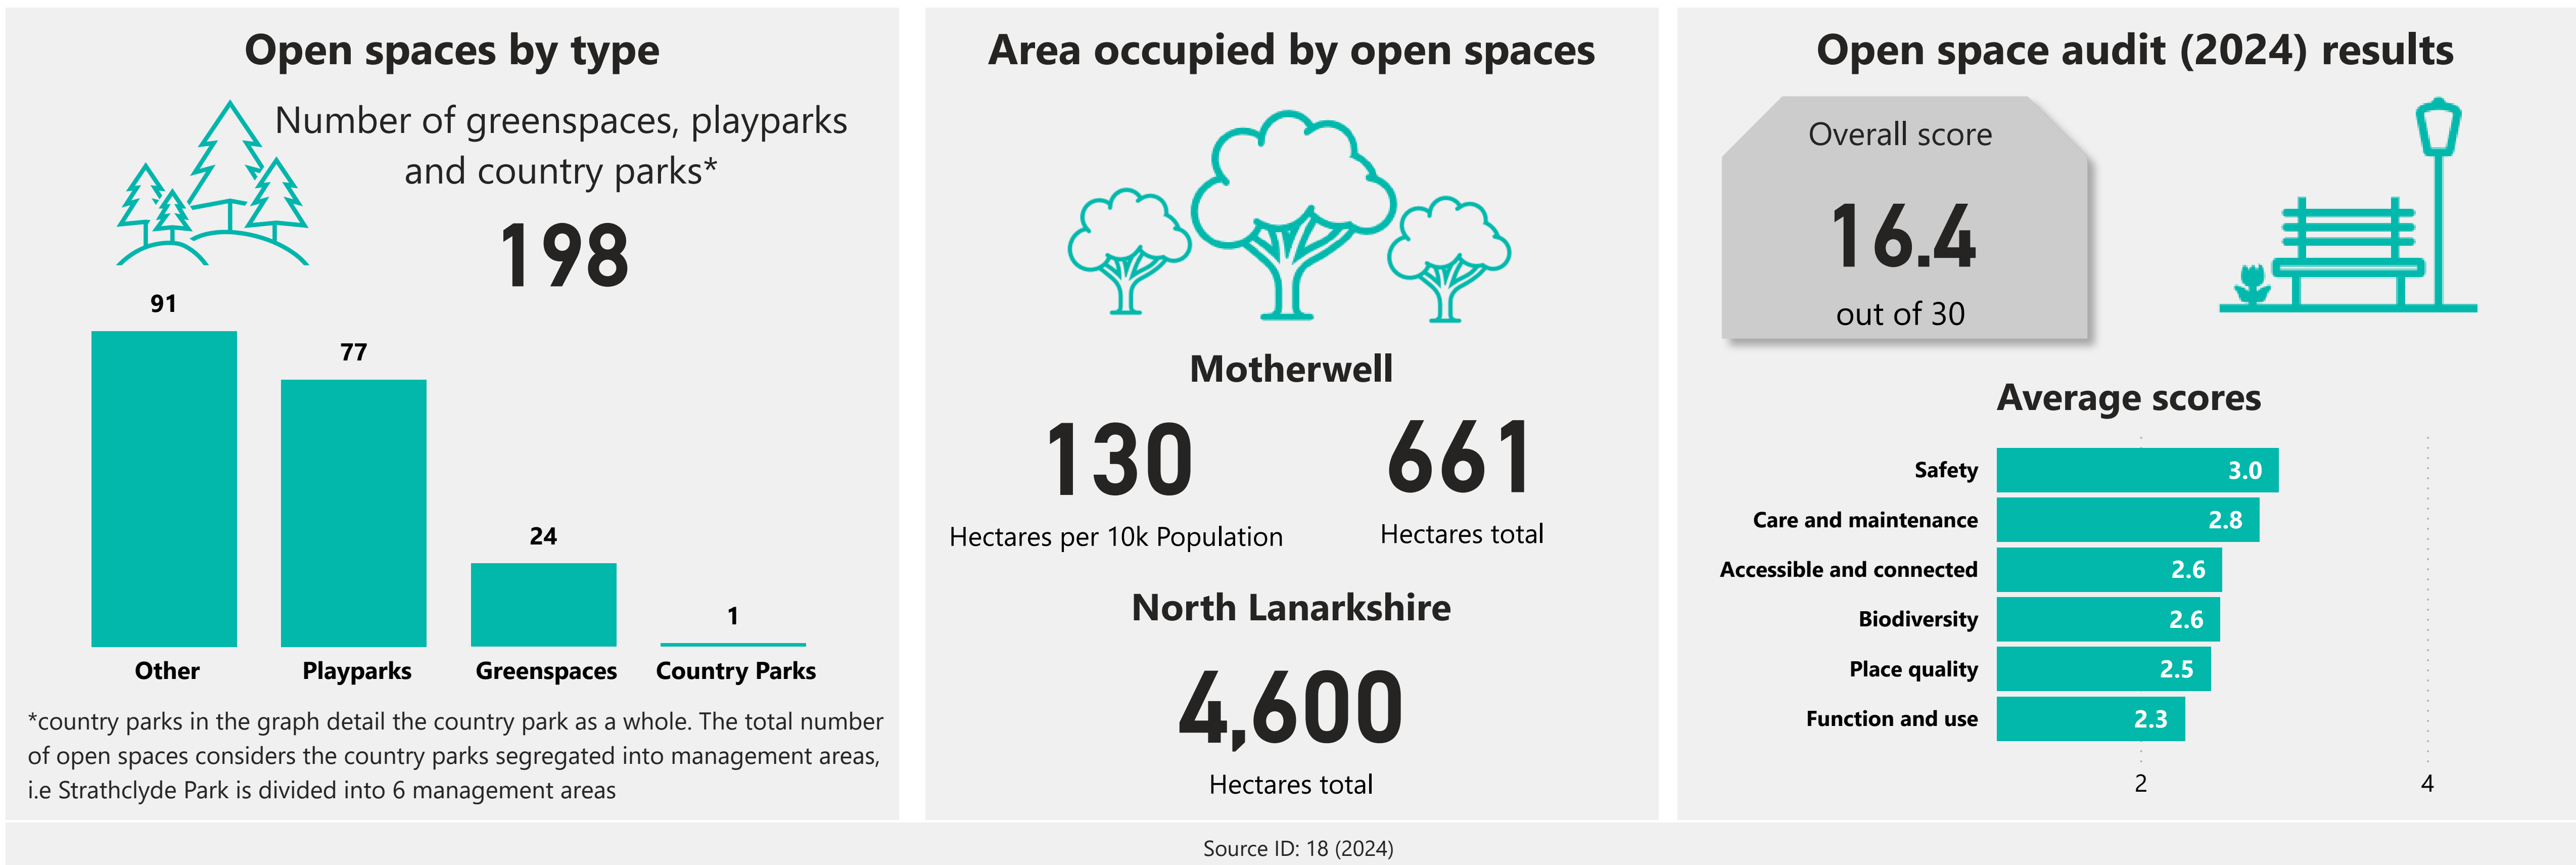 Open spaces by type
Number of greenspaces, playparks
and country parks*
198
91
77
24
1
Other
Playparks
Greenspaces
Country Parks
*country parks in the graph detail the country park as a whole. The total number
of open spaces considers the country parks segregated into management areas,
i.e Strathclyde Park is divided into 6 management areas
Area occupied by open spaces
Motherwell
130
Hectares per 10k Population
661
Hectares total
North Lanarkshire
4,600
Hectares total
Open space audit (2024) results
Overall score
16.4
out of 30
Average scores
Safety 3.0
Care and maintenance 2.8
Accessible and connected 2.6
Biodiversity 2.6
Place quality 2.5
Function and use 2.3
2 4
Source ID: 18 (2024)